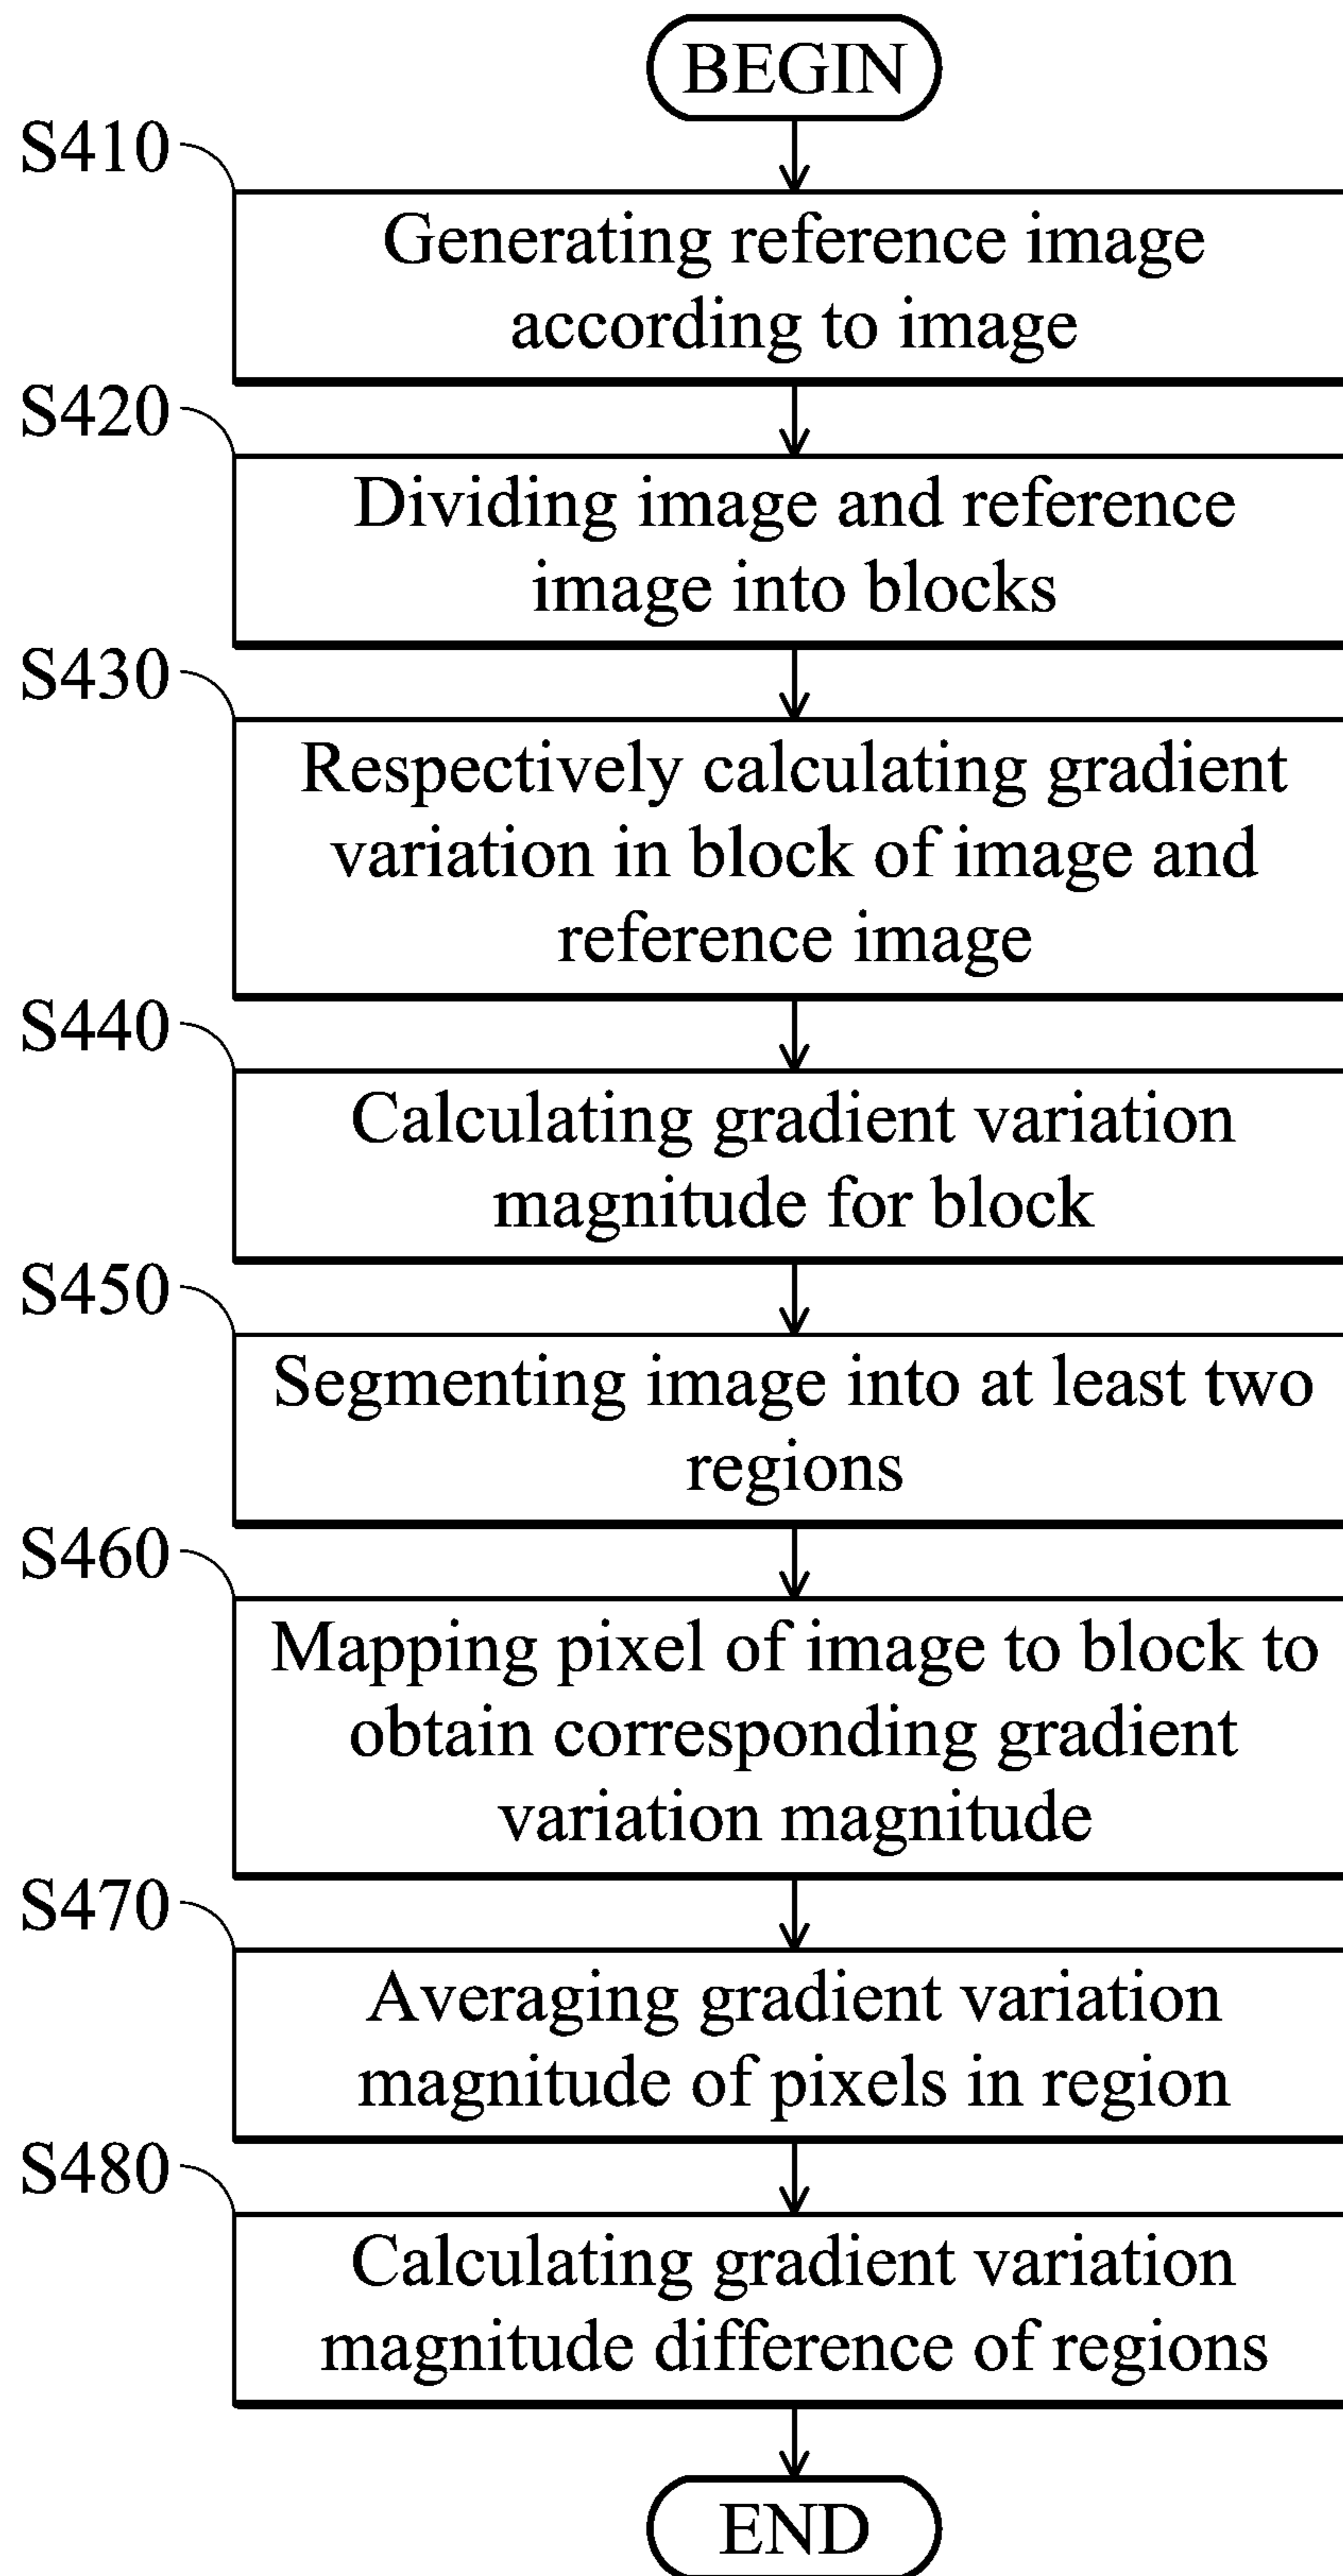 BEGIN
S410
Generating reference image
according to image
S420
Dividing image and reference
image into blocks
S430
Respectively calculating gradient
variation in block of image and
reference image
S440
Calculating gradient variation
magnitude for block
S450
Segmenting image into at least two
regions
S460
Mapping pixel of image to block to
obtain corresponding gradient
variation magnitude
S470
Averaging gradient variation
magnitude of pixels in region
S480
Calculating gradient variation
magnitude difference of regions
END